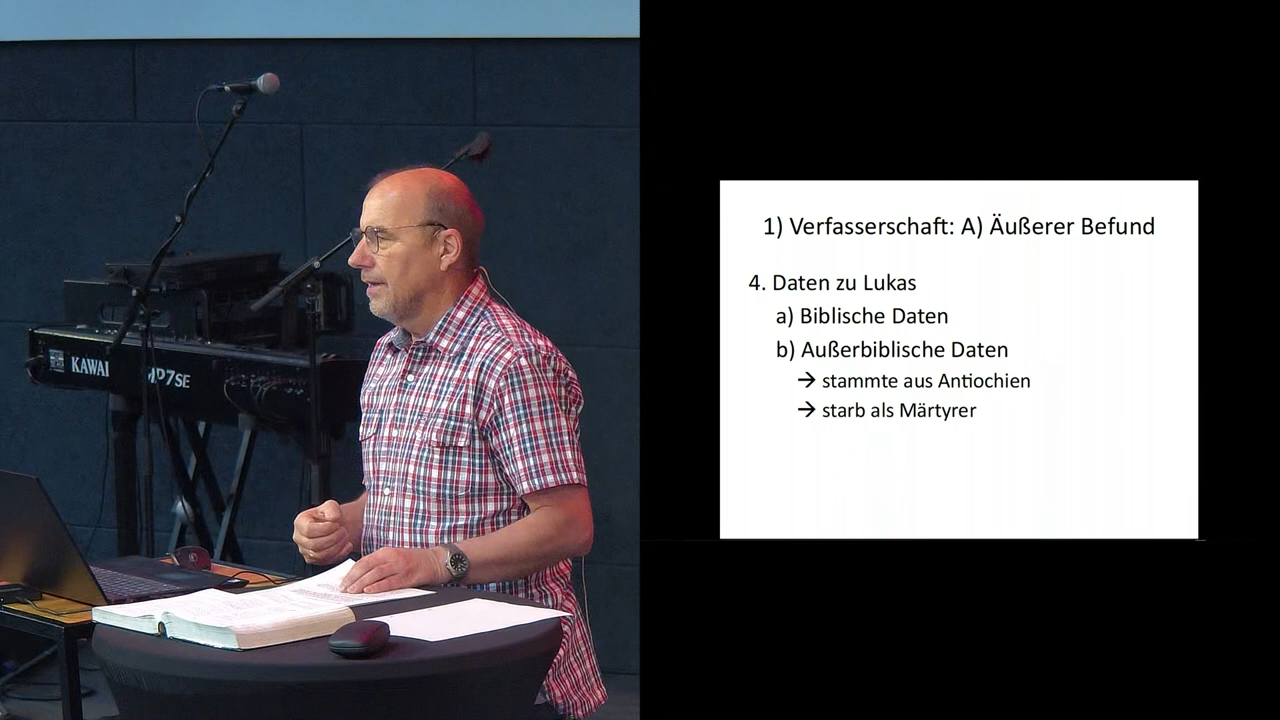 KAWAI MP7SE
1) Verfasserschaft: A) Äußerer Befund
4. Daten zu Lukas
a) Biblische Daten
b) Außerbiblische Daten
→ stammte aus Antiochien
→ starb als Märtyrer